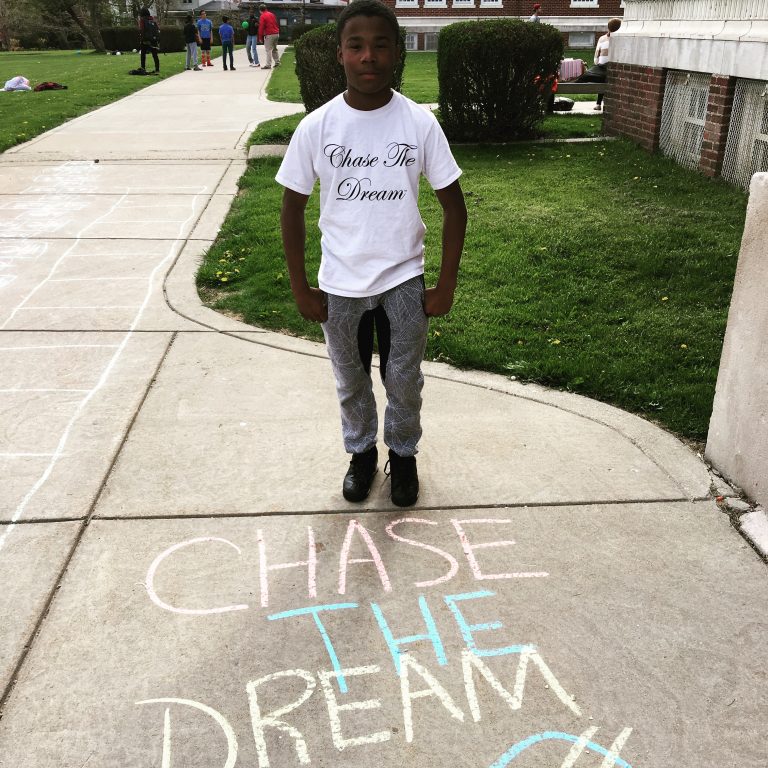 Chase The
Dream
CHASE
THE
DREAM